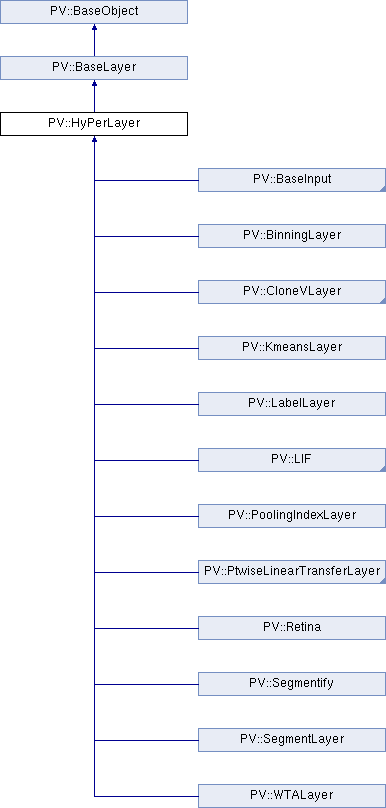 PV::BaseObject
PV::BaseLayer
PV::HyPerLayer
PV::BaseInput
PV::BinningLayer
PV::CloneVLayer
PV::KmeansLayer
PV::LabelLayer
PV::LIF
PV::PoolingIndexLayer
PV::PtwiseLinearTransferLayer
PV::Retina
PV::Segmentify
PV::SegmentLayer
PV::WTALayer